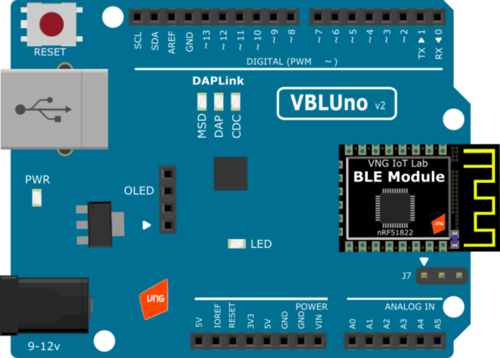 RESET
SCL SDA AREF GND ~13 ~12 ~11 ~10 ~9 ~8 ~7 ~6 ~5 ~4 ~3 ~2 TX▶1 RX◀0
DIGITAL (PWM ~)
DAPLink
MSD DAP CDC
VBLUno v2
VNG IoT Lab
BLE Module
nRF51822
PWR
OLED
LED
J7
VNG
9-12v
POWER
5V IOREF RESET 3V3 5V GND GND VIN
ANALOG IN
A0 A1 A2 A3 A4 A5